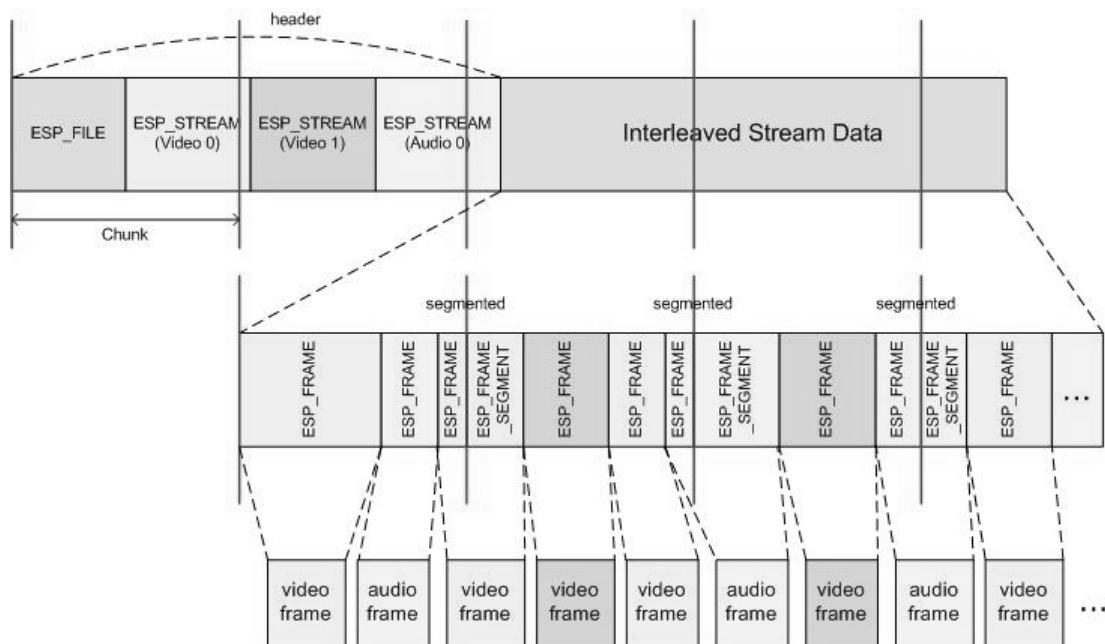 header
ESP_FILE
ESP_STREAM
(Video 0)
ESP_STREAM
(Video 1)
ESP_STREAM
(Audio 0)
Interleaved Stream Data
Chunk
segmented
segmented
segmented
ESP_FRAME
ESP_FRAME
ESP_FRAME
ESP_FRAME
_SEGMENT
ESP_FRAME
ESP_FRAME
ESP_FRAME
ESP_FRAME
_SEGMENT
ESP_FRAME
ESP_FRAME
ESP_FRAME
_SEGMENT
ESP_FRAME
...
video
frame
audio
frame
video
frame
video
frame
video
frame
audio
frame
video
frame
audio
frame
video
frame
...